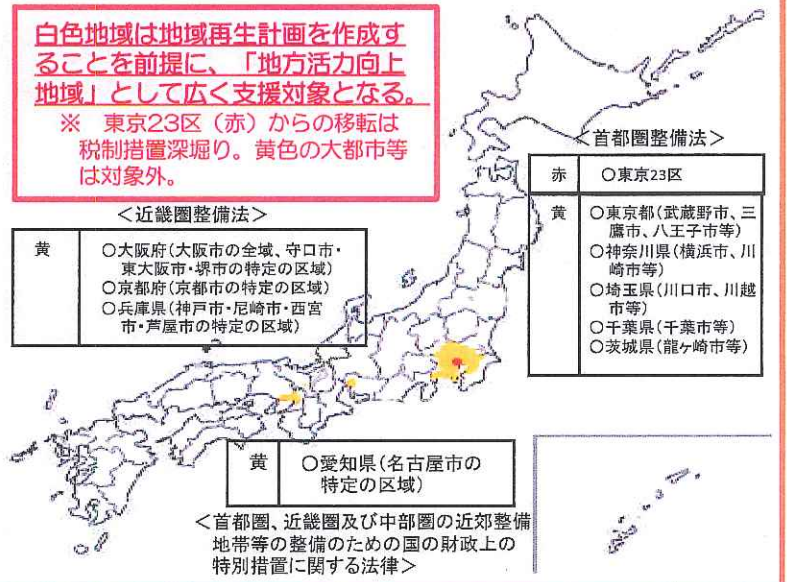 白色地域は地域再生計画を作成す
ることを前提に、「地方活力向上
地域」として広く支援対象となる。
※ 東京23区（赤）からの移転は
税制措置深堀り。黄色の大都市等
は対象外。
＜首都圏整備法＞
赤 ○東京23区
黄 ○東京都（武蔵野市、三
鷹市、八王子市等）
○神奈川県（横浜市、川
崎市等）
○埼玉県（川口市、川越
市等）
○千葉県（千葉市等）
○茨城県（龍ヶ崎市等）
＜近畿圏整備法＞
黄 ○大阪府（大阪市の全域、守口市・
東大阪市・堺市の特定の区域）
○京都府（京都市の特定の区域）
○兵庫県（神戸市・尼崎市・西宮
市・芦屋市の特定の区域）
黄 ○愛知県（名古屋市の
特定の区域）
＜首都圏、近畿圏及び中部圏の近郊整備
地帯等の整備のための国の財政上の
特別措置に関する法律＞